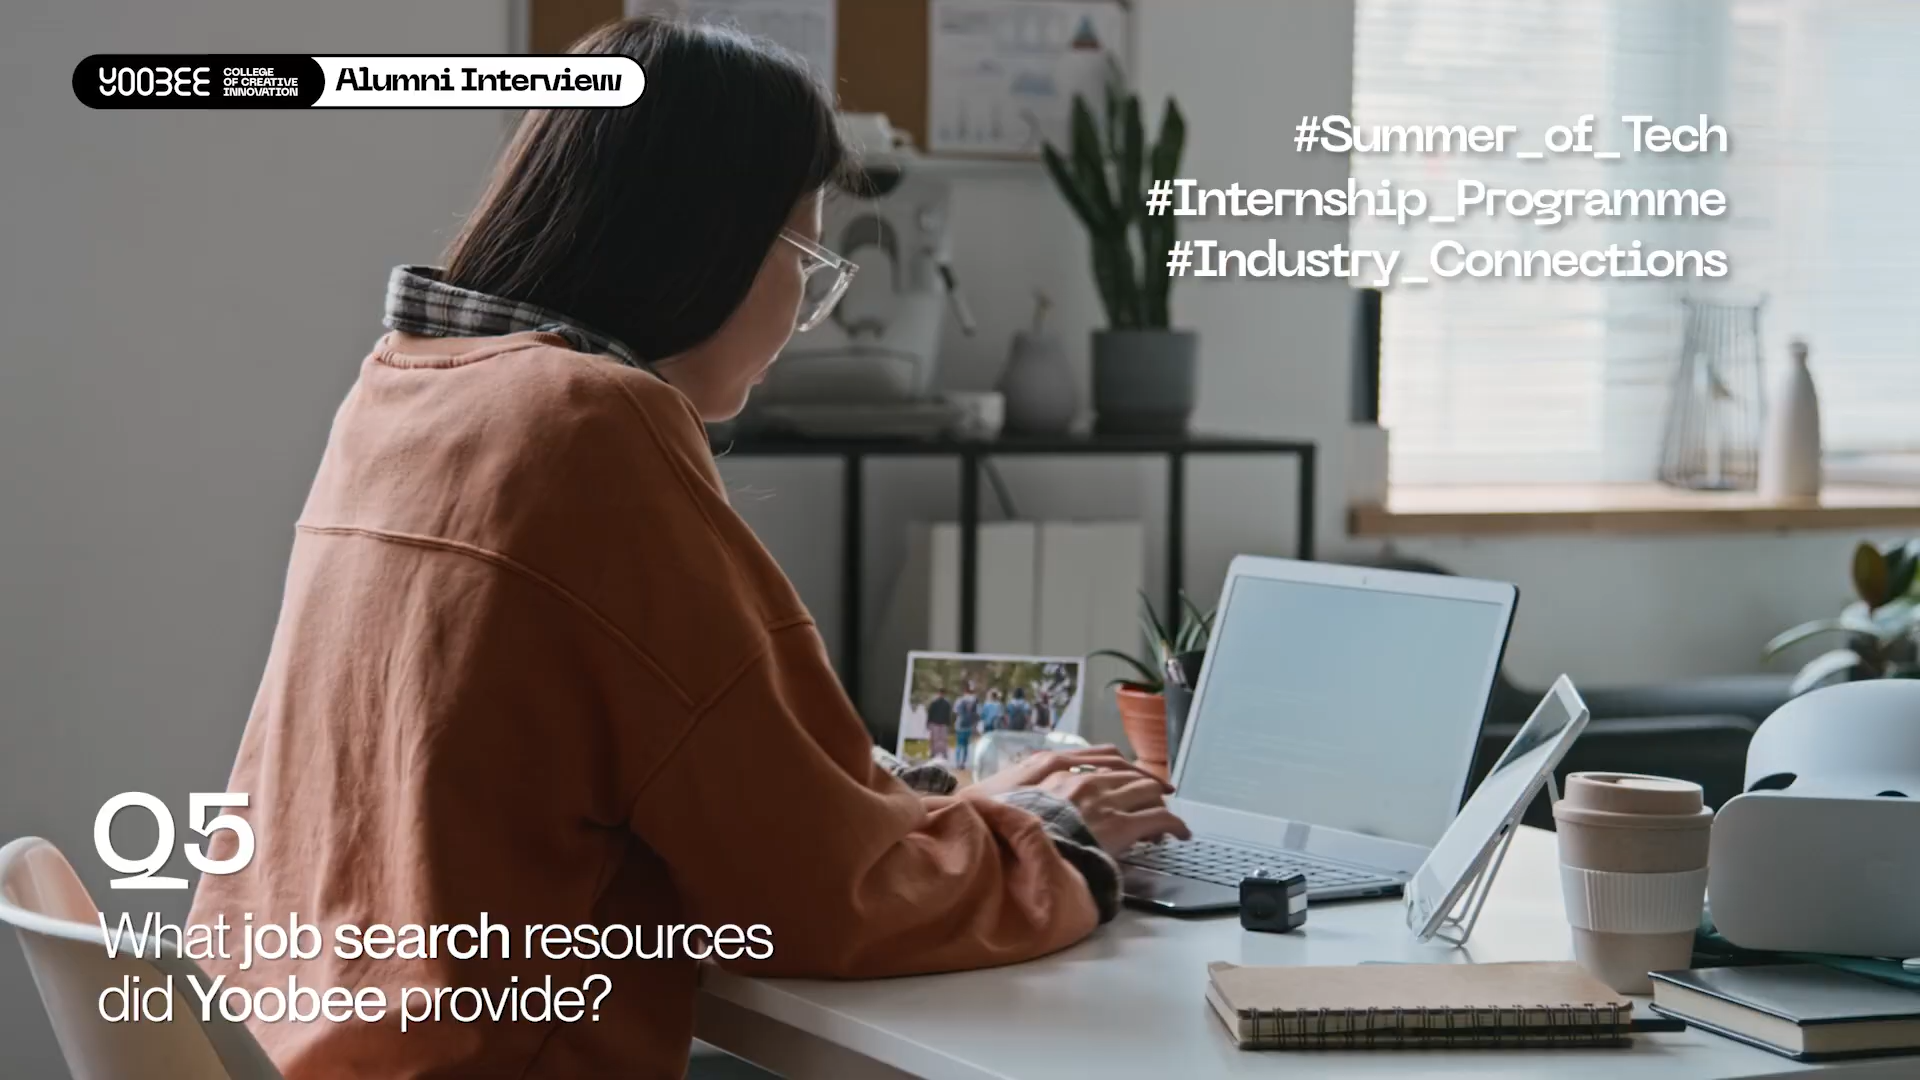 YOOBEE
COLLEGE
OF CREATIVE
INNOVATION
Alumni Interview
#Summer_of_Tech
#Internship_Programme
#Industry_Connections
Q5
What job search resources
did Yoobee provide?